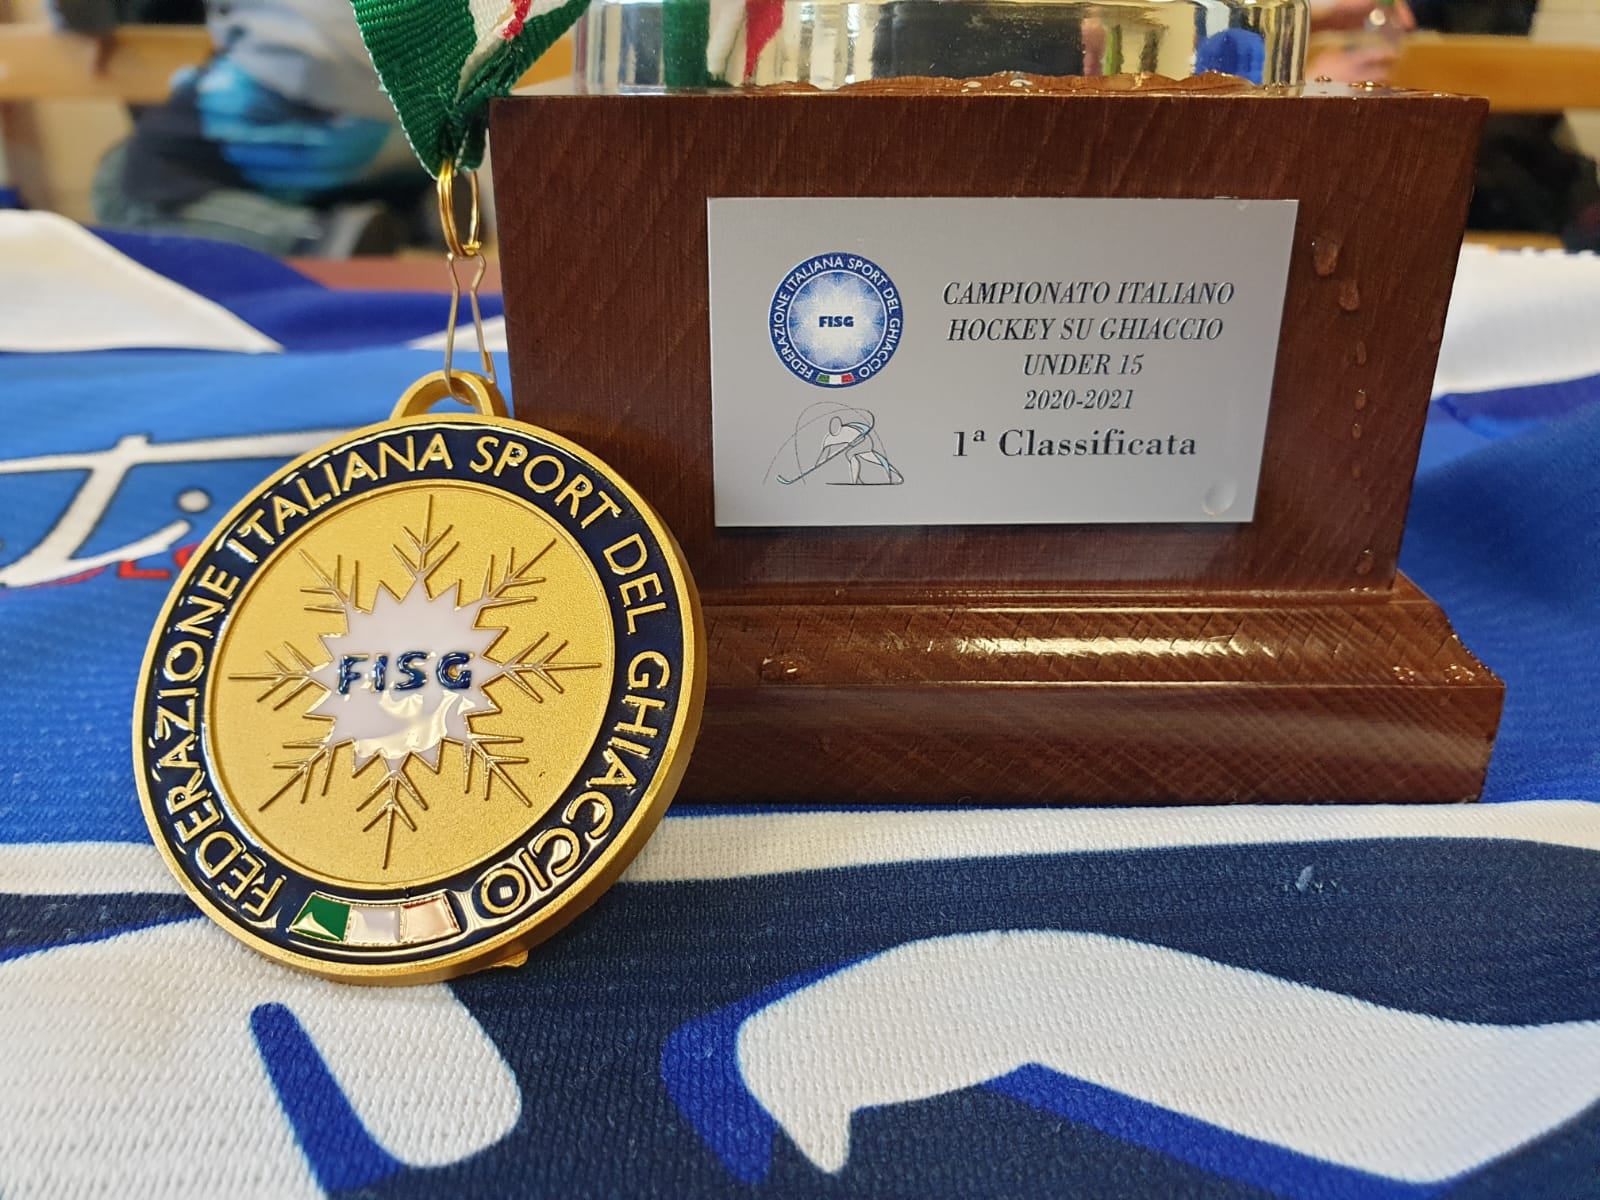 FEDERAZIONE ITALIANA SPORT DEL GHIACCIO
FISG
FEDERAZIONE ITALIANA SPORT DEL GHIACCIO
FISG
CAMPIONATO ITALIANO
HOCKEY SU GHIACCIO
UNDER 15
2020-2021
1ª Classificata